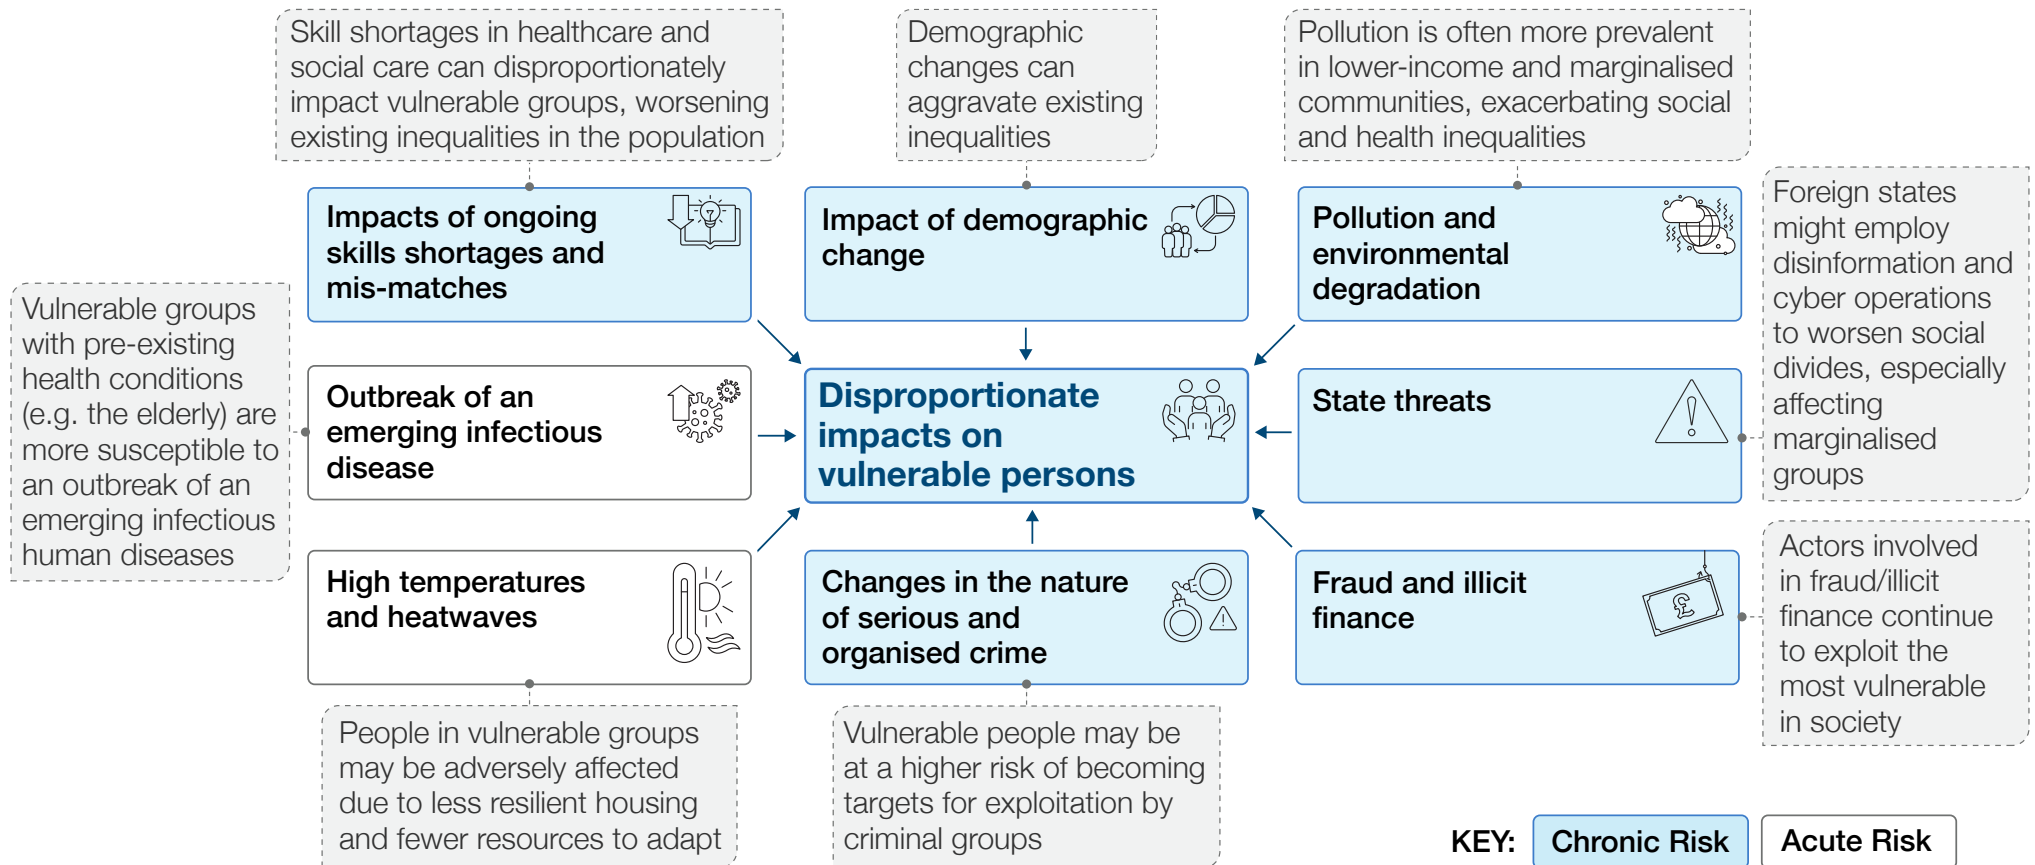 Skill shortages in healthcare and
social care can disproportionately
impact vulnerable groups, worsening
existing inequalities in the population
Demographic
changes can
aggravate existing
inequalities
Pollution is often more prevalent
in lower-income and marginalised
communities, exacerbating social
and health inequalities
Impacts of ongoing
skills shortages and
mis-matches
Impact of demographic
change
Pollution and
environmental
degradation
Foreign states
might employ
disinformation and
cyber operations
to worsen social
divides, especially
affecting
marginalised
groups
Vulnerable groups
with pre-existing
health conditions
(e.g. the elderly) are
more susceptible to
an outbreak of an
emerging infectious
human diseases
Outbreak of an
emerging infectious
disease
Disproportionate
impacts on
vulnerable persons
State threats
High temperatures
and heatwaves
Changes in the nature
of serious and
organised crime
Fraud and illicit
finance
£
Actors involved
in fraud/illicit
finance continue
to exploit the
most vulnerable
in society
People in vulnerable groups
may be adversely affected
due to less resilient housing
and fewer resources to adapt
Vulnerable people may be
at a higher risk of becoming
targets for exploitation by
criminal groups
KEY: Chronic Risk Acute Risk